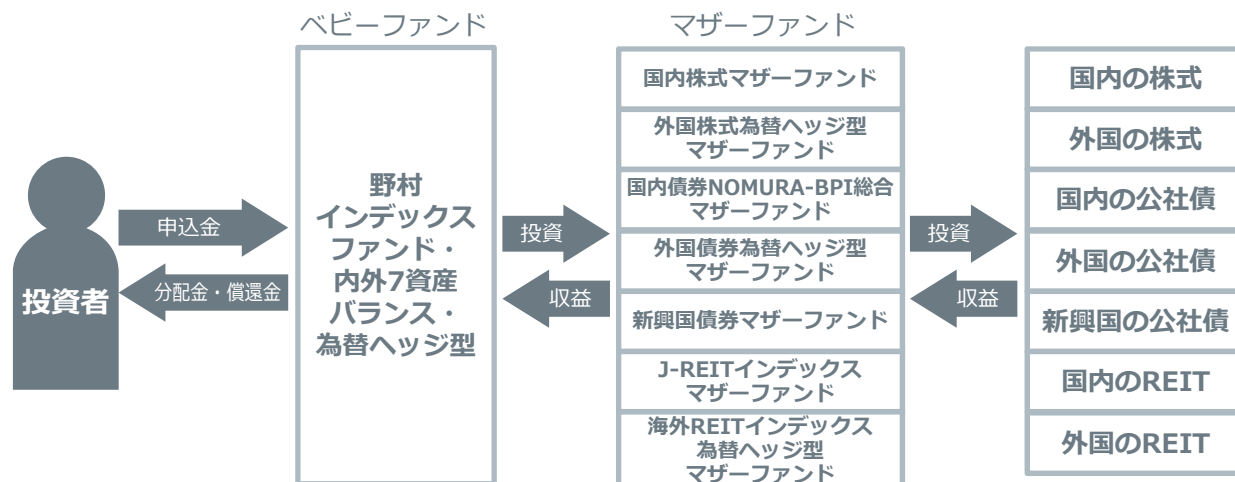 ベビーファンド
マザーファンド
投資者
申込金
分配金・償還金
野村
インデックス
ファンド・
内外7資産
バランス・
為替ヘッジ型
投資
収益
国内株式マザーファンド
外国株式為替ヘッジ型
マザーファンド
国内債券NOMURA-BPI総合
マザーファンド
外国債券為替ヘッジ型
マザーファンド
新興国債券マザーファンド
J-REITインデックス
マザーファンド
海外REITインデックス
為替ヘッジ型
マザーファンド
投資
収益
国内の株式
外国の株式
国内の公社債
外国の公社債
新興国の公社債
国内のREIT
外国のREIT